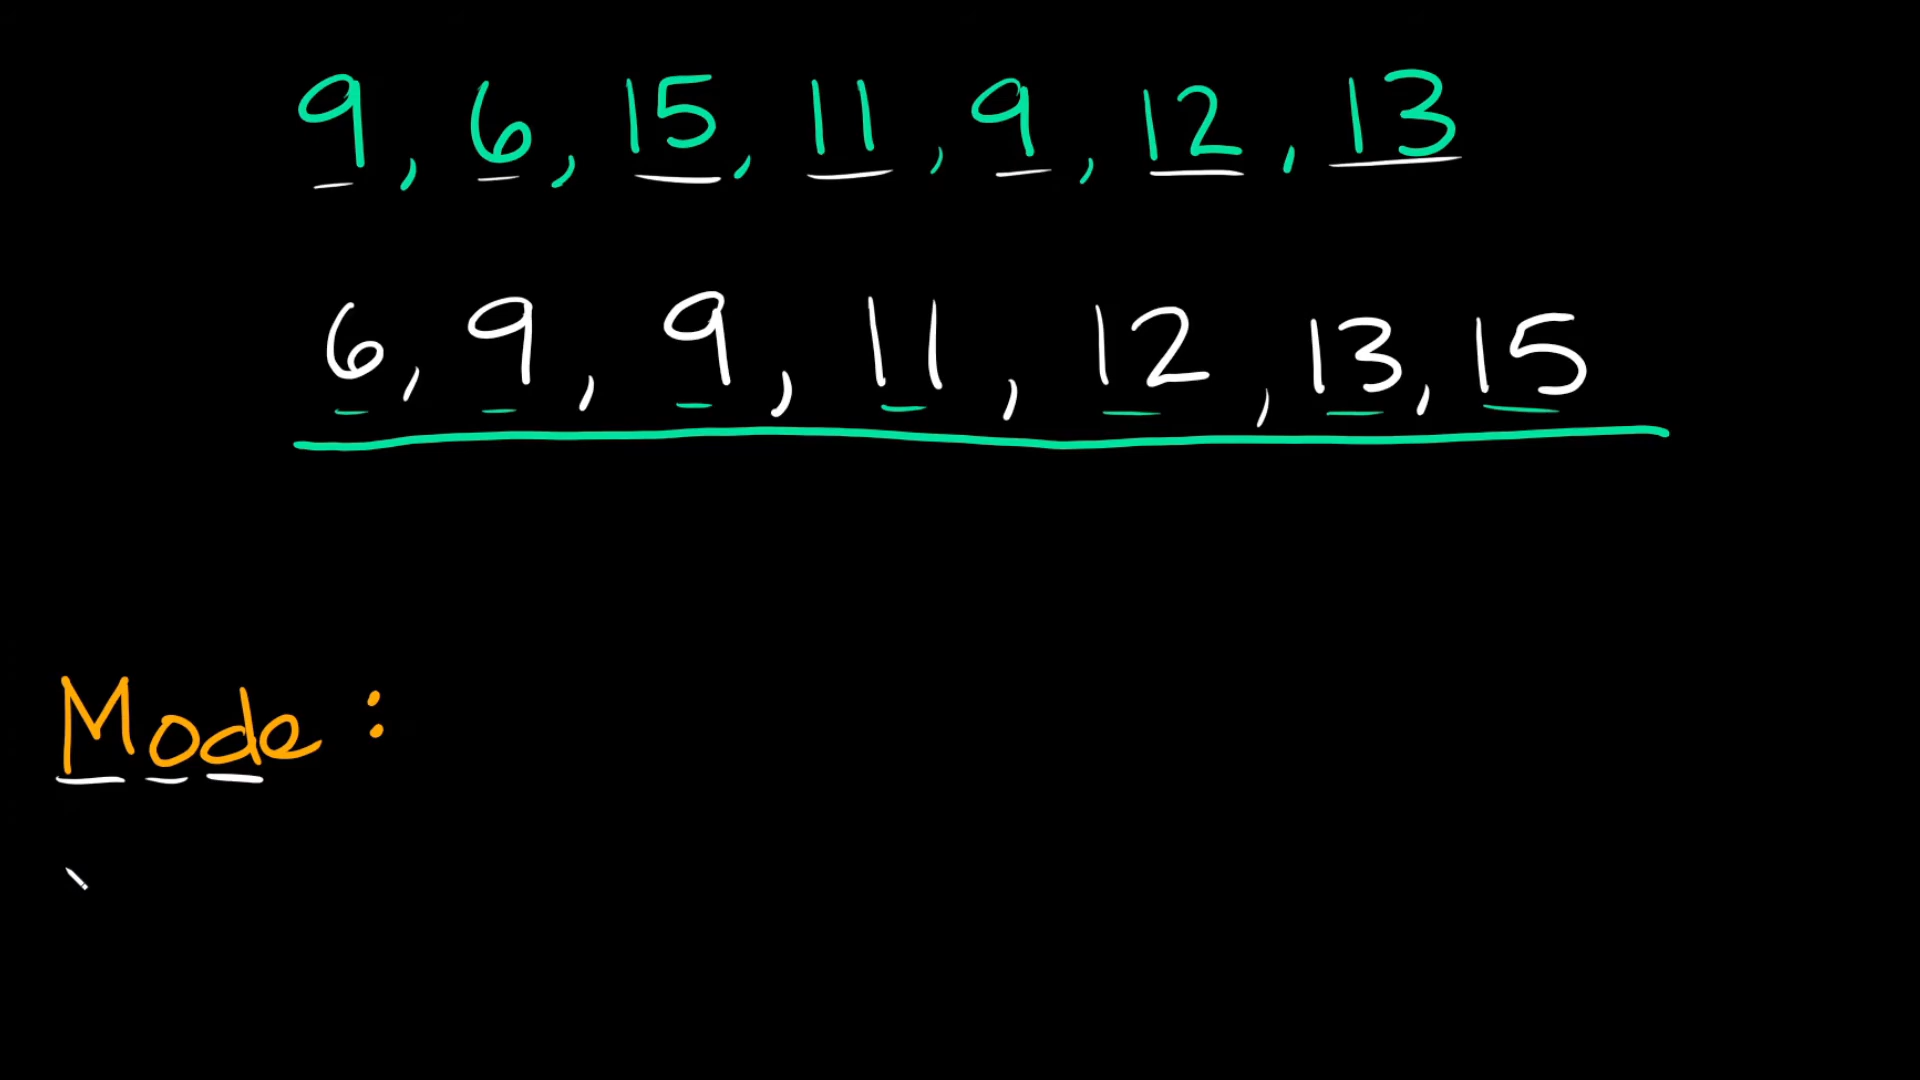 9, 6, 15, 11, 9, 12, 13
6, 9, 9, 11, 12, 13, 15
Mode: